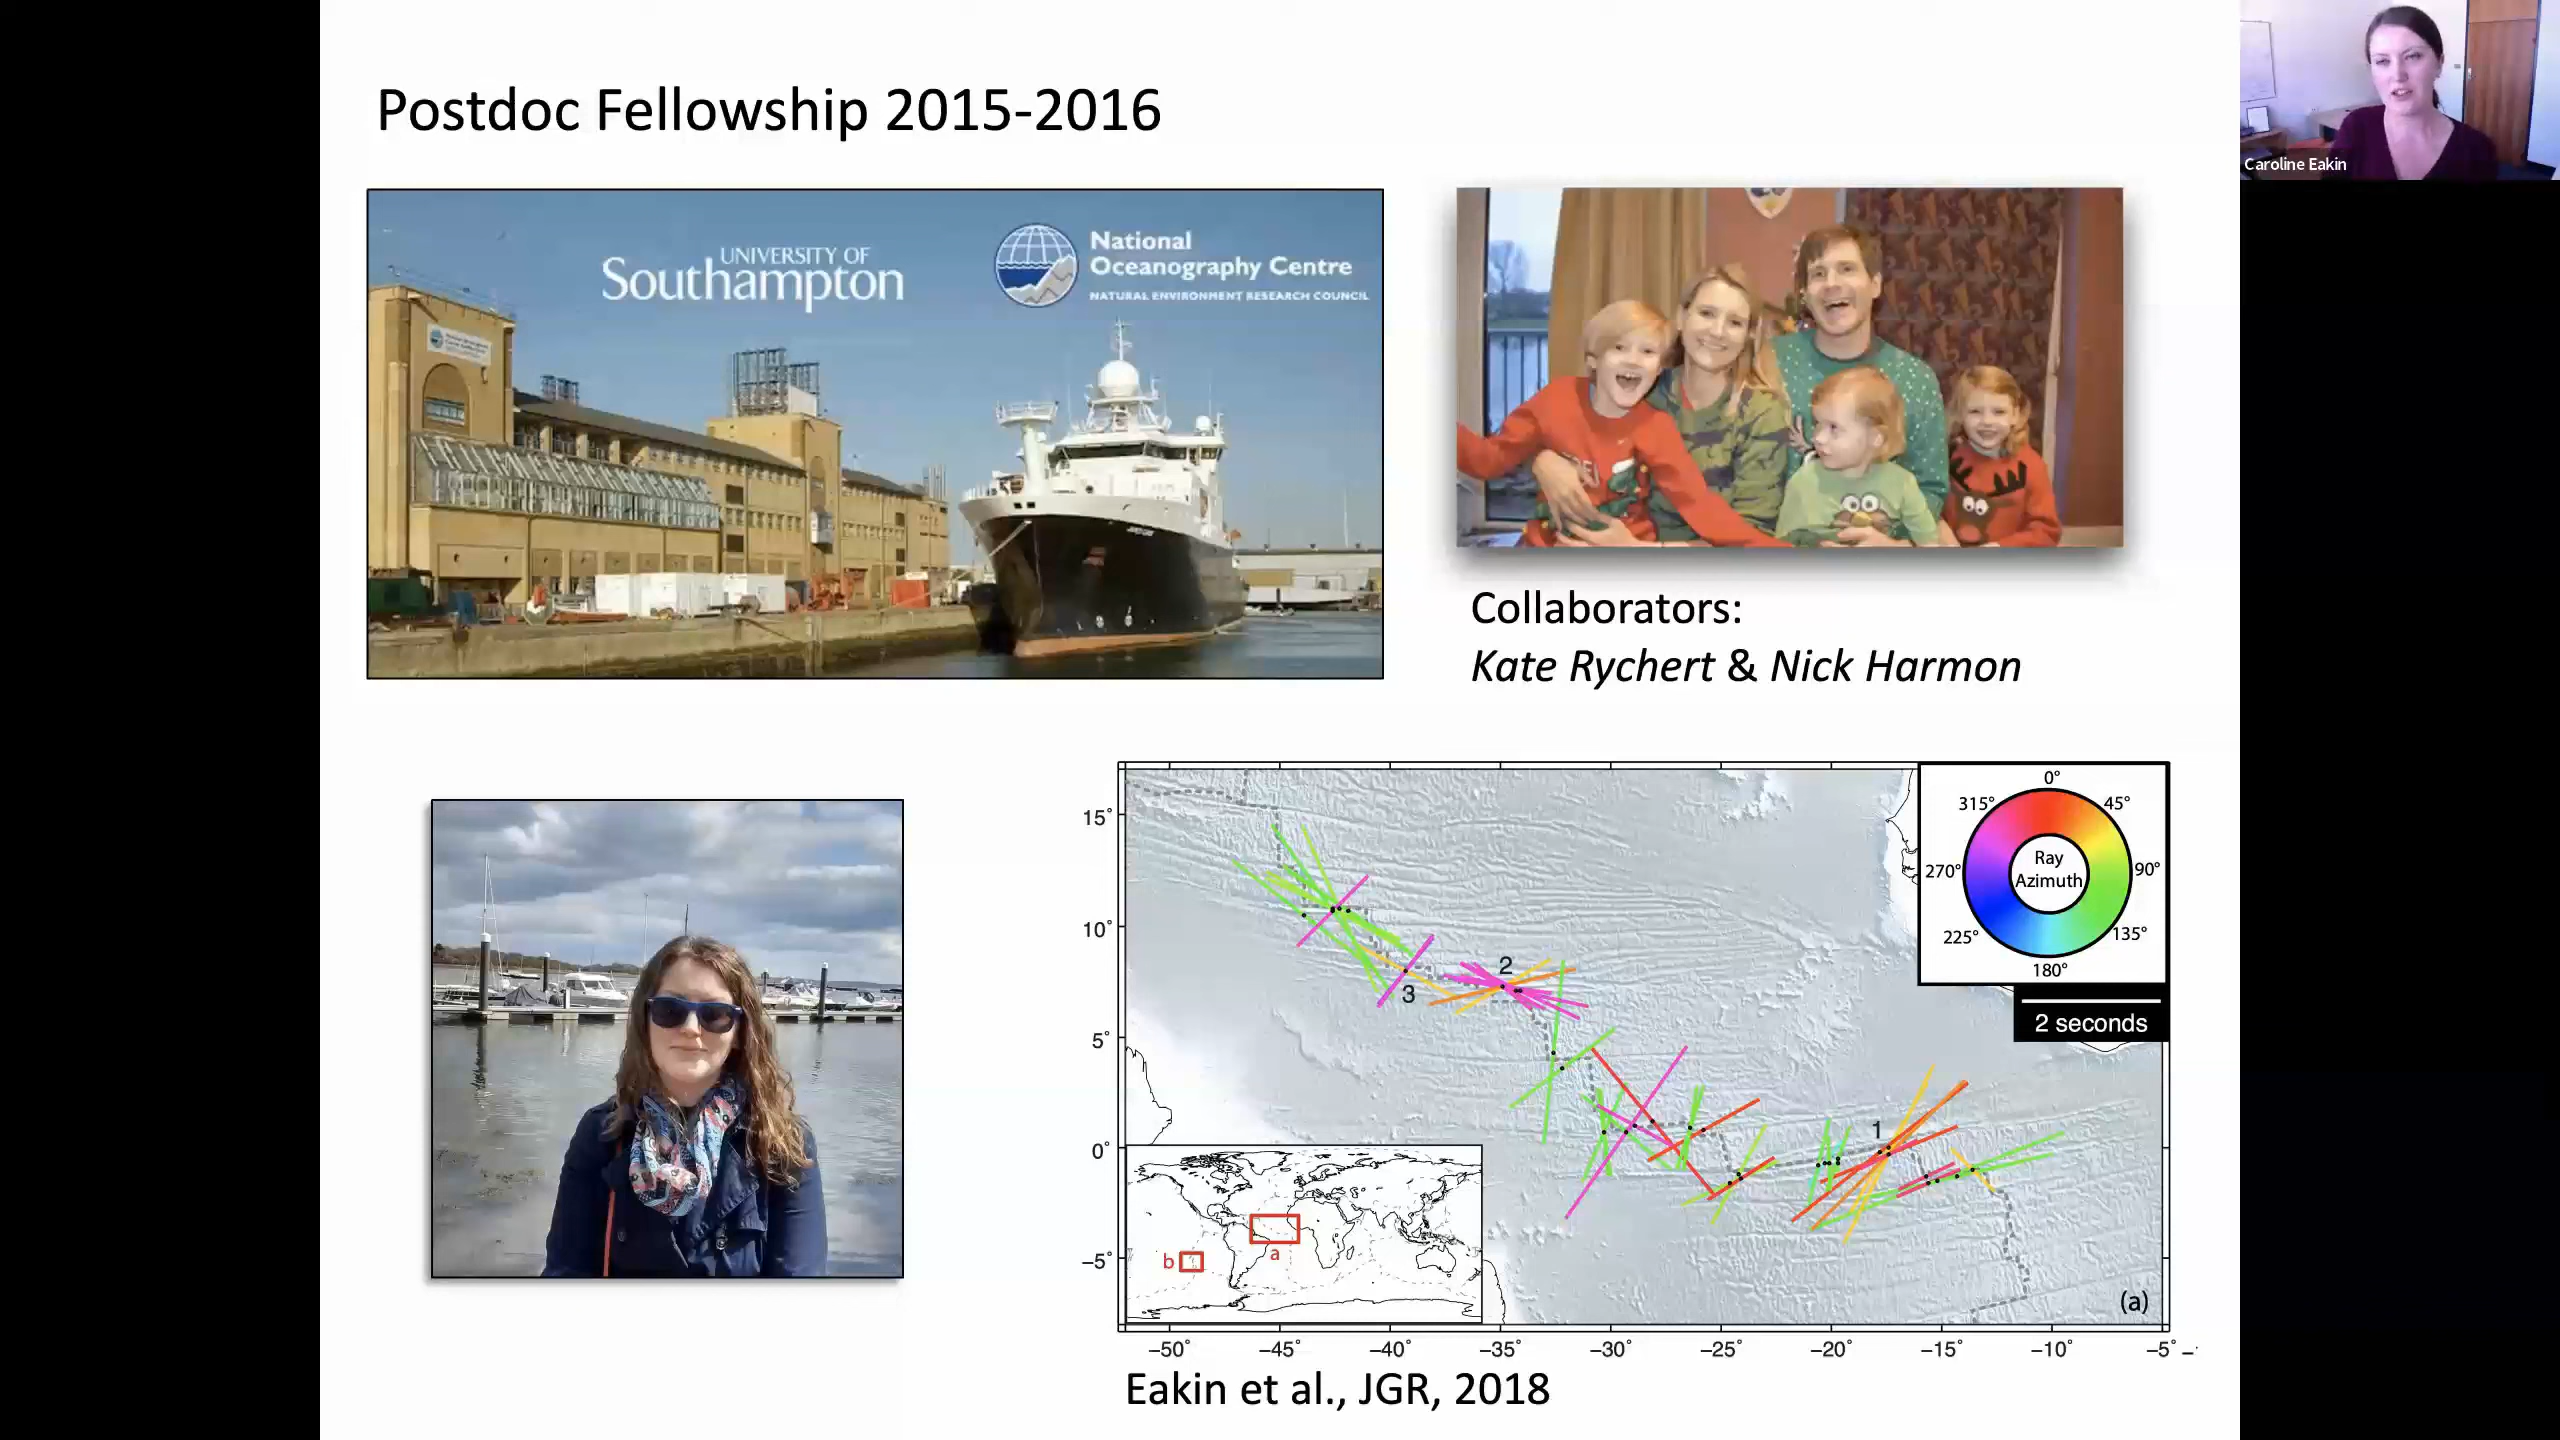 Postdoc Fellowship 2015-2016
Caroline Eakin
UNIVERSITY OF
Southampton
National
Oceanography Centre
NATURAL ENVIRONMENT RESEARCH COUNCIL
Collaborators:
Kate Rychert & Nick Harmon
15°
10°
5°
0°
−5°
−50°
−45°
−40°
−35°
−30°
−25°
−20°
−15°
−10°
−5°
0°
45°
90°
135°
180°
225°
270°
315°
Ray
Azimuth
2 seconds
1
2
3
a
b
(a)
Eakin et al., JGR, 2018